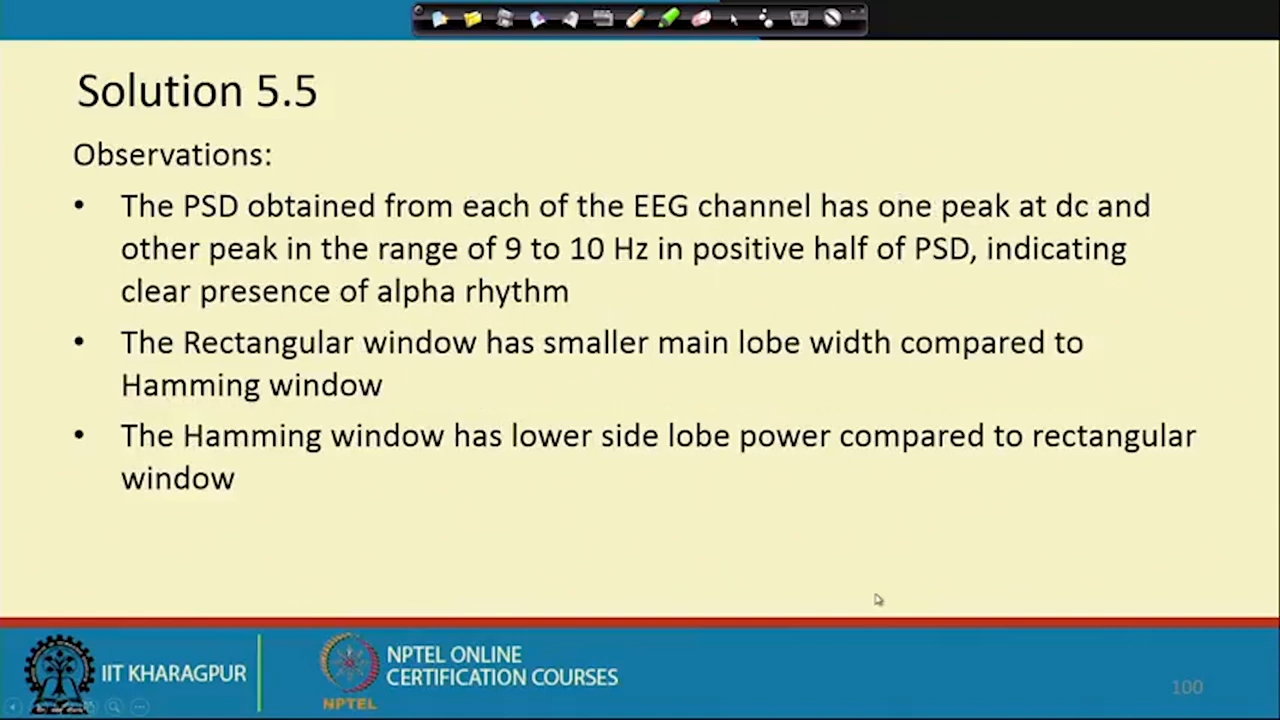 Solution 5.5
Observations:
• The PSD obtained from each of the EEG channel has one peak at dc and
other peak in the range of 9 to 10 Hz in positive half of PSD, indicating
clear presence of alpha rhythm
• The Rectangular window has smaller main lobe width compared to
Hamming window
• The Hamming window has lower side lobe power compared to rectangular
window
IIT KHARAGPUR
NPTEL
NPTEL ONLINE
CERTIFICATION COURSES
100